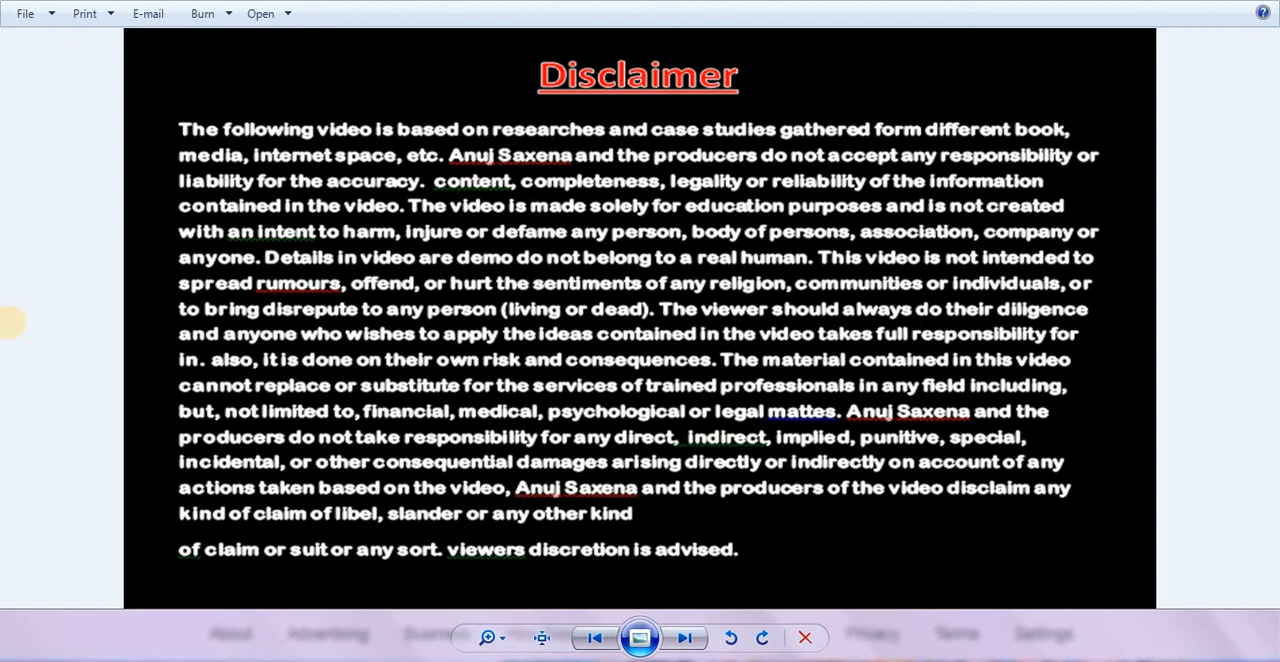 File Print E-mail Burn Open
Disclaimer
The following video is based on researches and case studies gathered form different book,
media, internet space, etc. Anuj Saxena and the producers do not accept any responsibility or
liability for the accuracy. content, completeness, legality or reliability of the information
contained in the video. The video is made solely for education purposes and is not created
with an intent to harm, injure or defame any person, body of persons, association, company or
anyone. Details in video are demo do not belong to a real human. This video is not intended to
spread rumours, offend, or hurt the sentiments of any religion, communities or individuals, or
to bring disrepute to any person (living or dead). The viewer should always do their diligence
and anyone who wishes to apply the ideas contained in the video takes full responsibility for
in. also, it is done on their own risk and consequences. The material contained in this video
cannot replace or substitute for the services of trained professionals in any field including,
but, not limited to, financial, medical, psychological or legal mattes. Anuj Saxena and the
producers do not take responsibility for any direct, indirect, implied, punitive, special,
incidental, or other consequential damages arising directly or indirectly on account of any
actions taken based on the video, Anuj Saxena and the producers of the video disclaim any
kind of claim of libel, slander or any other kind
of claim or suit or any sort. viewers discretion is advised.
About Advertising Privacy Terms Settings